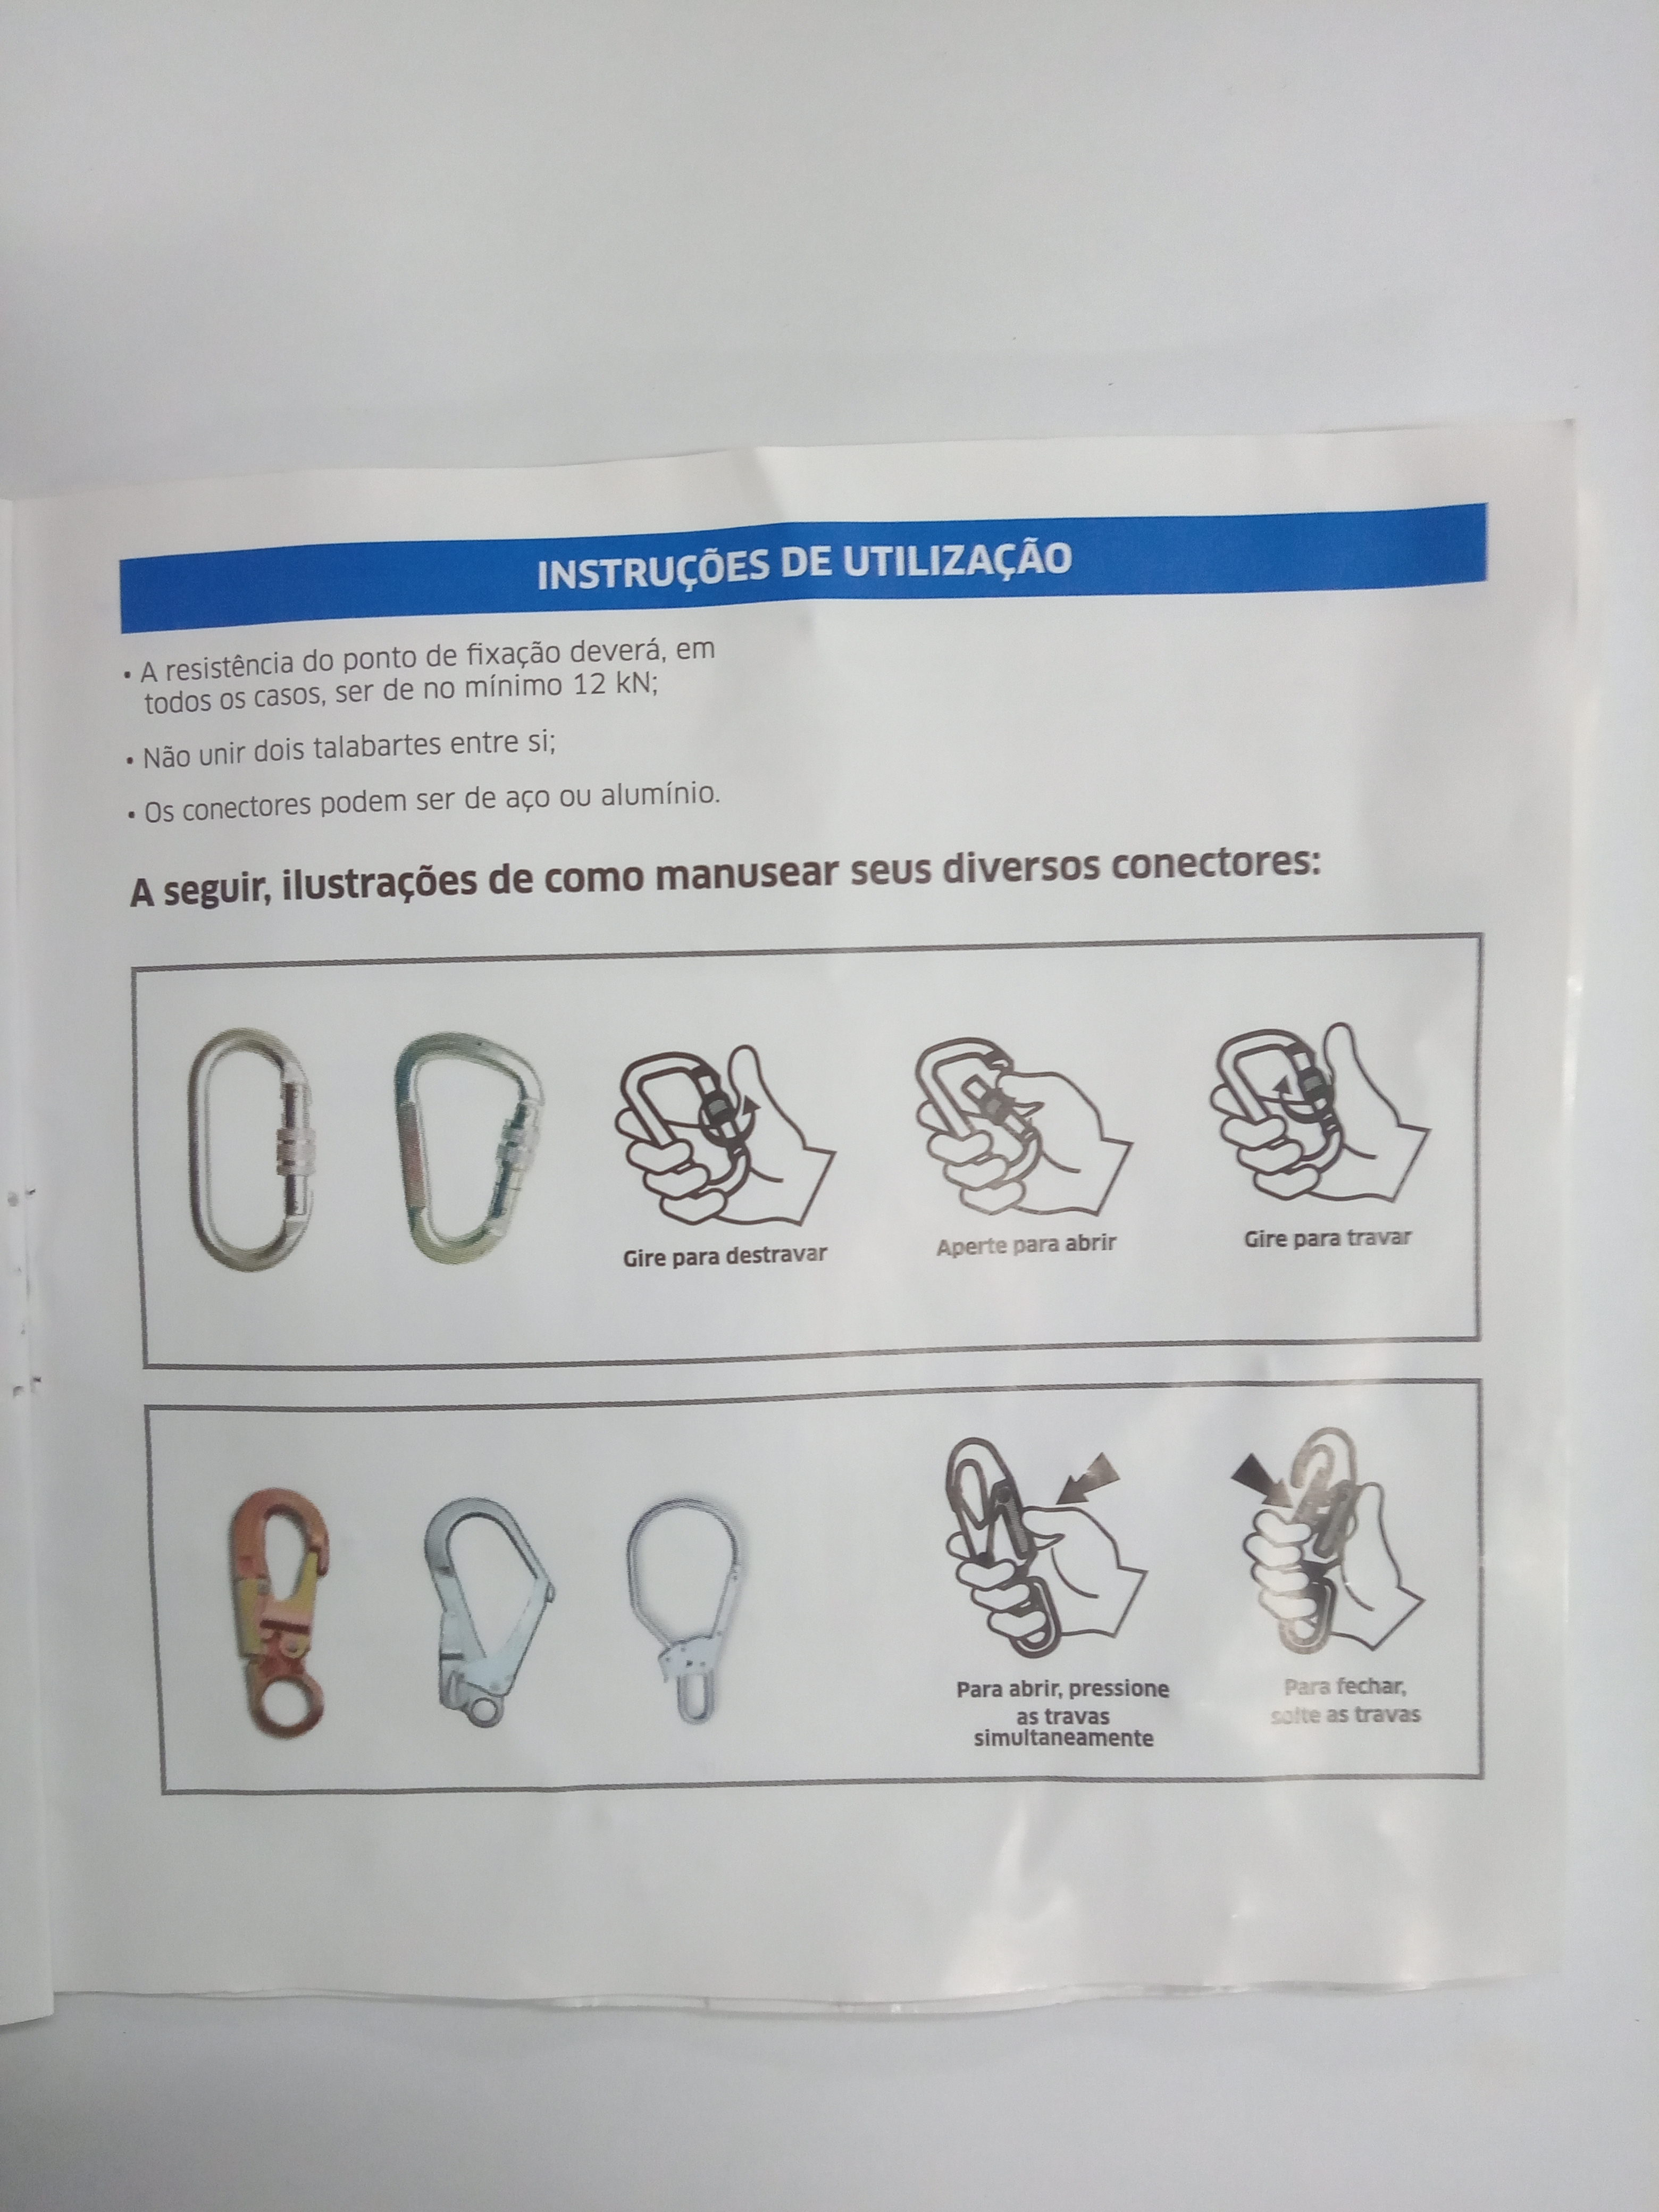 INSTRUÇÕES DE UTILIZAÇÃO
• A resistência do ponto de fixação deverá, em
todos os casos, ser de no mínimo 12 kN;
• Não unir dois talabartes entre si;
• Os conectores podem ser de aço ou alumínio.
A seguir, ilustrações de como manusear seus diversos conectores:
Gire para destravar
Aperte para abrir
Gire para travar
Para abrir, pressione
as travas
simultaneamente
Para fechar,
solte as travas